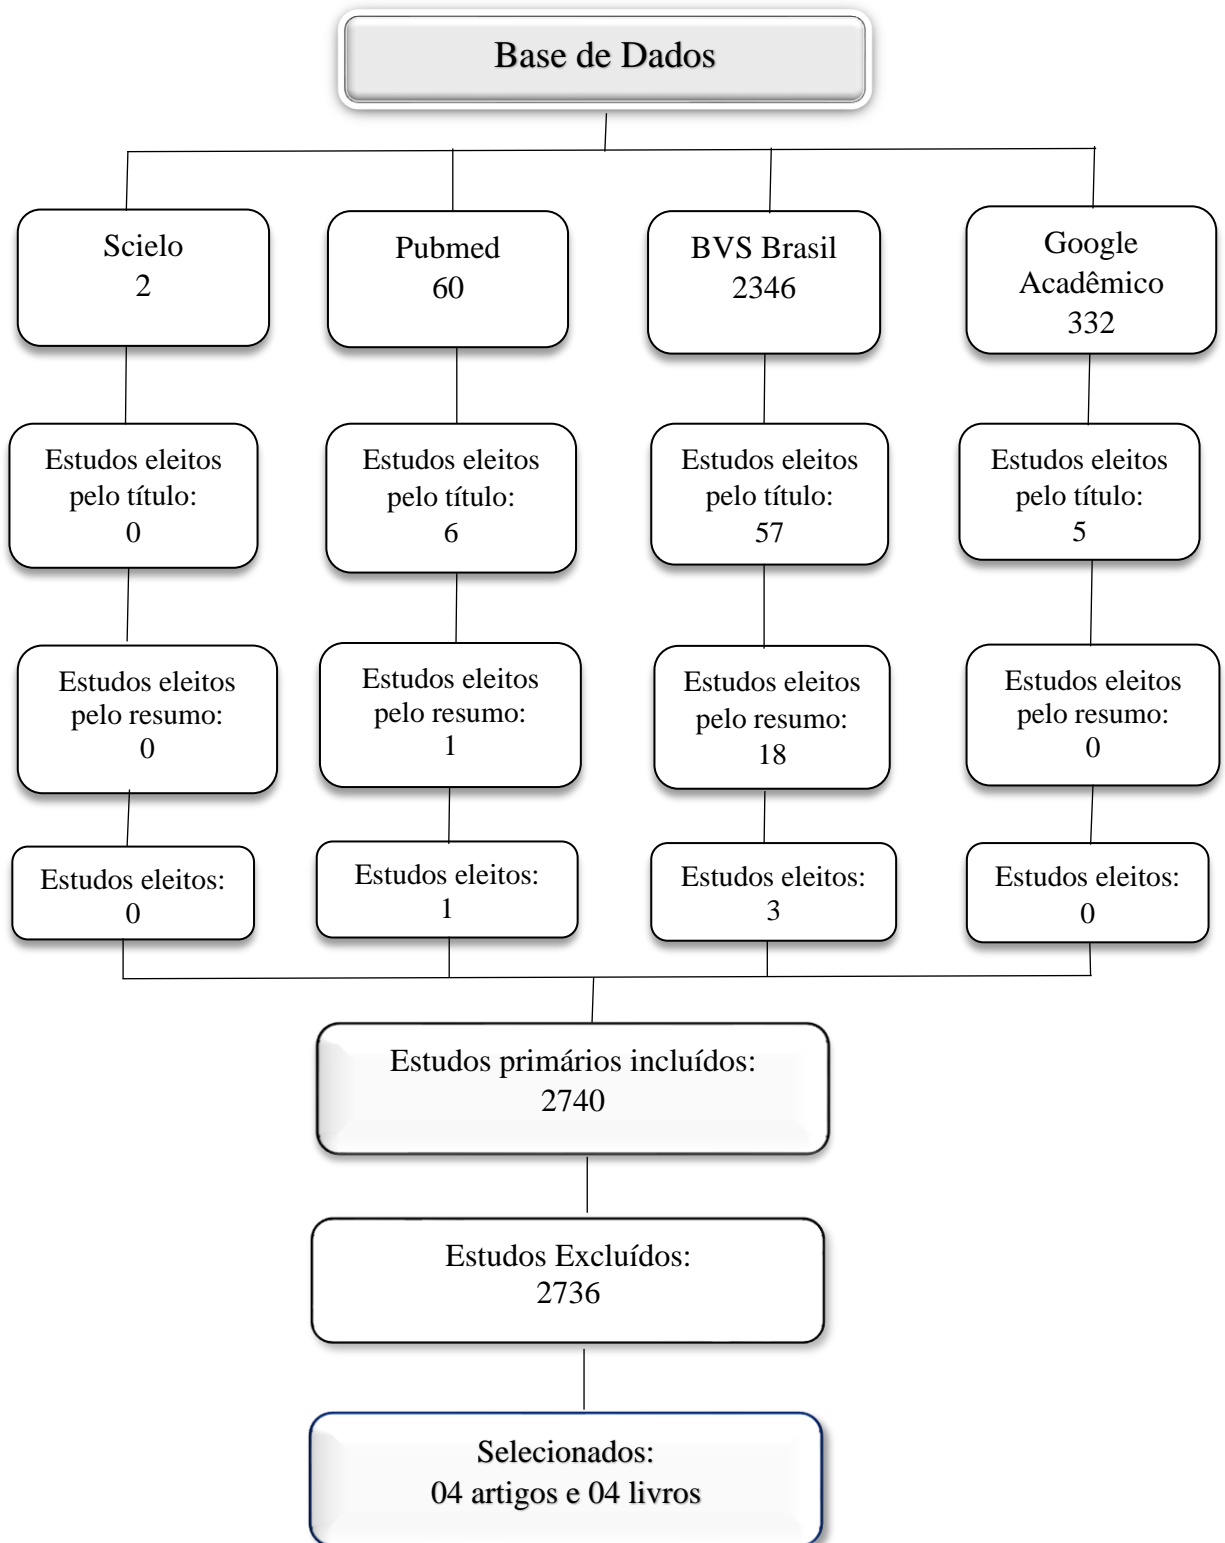 Base de Dados
Scielo
2
Pubmed
60
BVS Brasil
2346
Google
Acadêmico
332
Estudos eleitos
pelo título:
0
Estudos eleitos
pelo título:
6
Estudos eleitos
pelo título:
57
Estudos eleitos
pelo título:
5
Estudos eleitos
pelo resumo:
0
Estudos eleitos
pelo resumo:
1
Estudos eleitos
pelo resumo:
18
Estudos eleitos
pelo resumo:
0
Estudos eleitos:
0
Estudos eleitos:
1
Estudos eleitos:
3
Estudos eleitos:
0
Estudos primários incluídos:
2740
Estudos Excluídos:
2736
Selecionados:
04 artigos e 04 livros